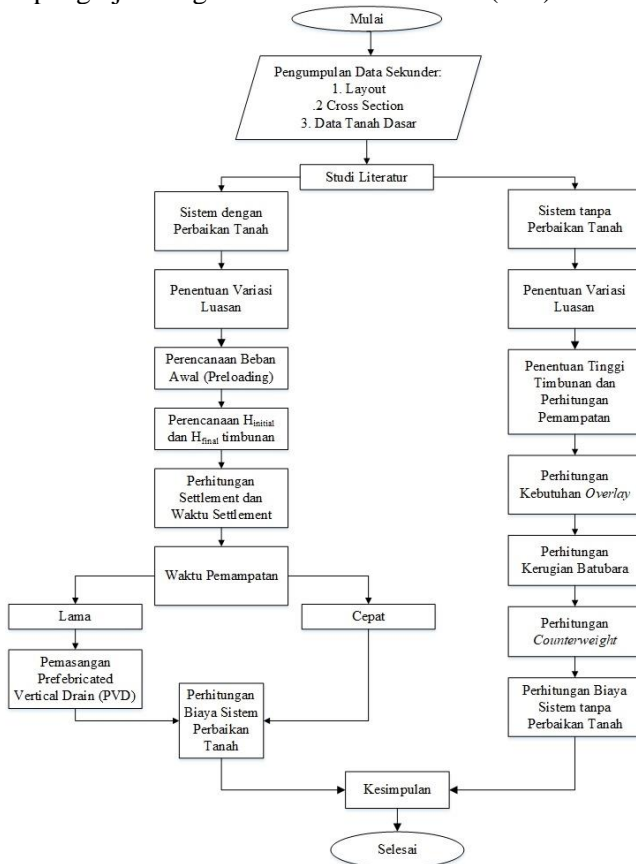 Mulai
Pengumpulan Data Sekunder:
1. Layout
.2 Cross Section
3. Data Tanah Dasar
Studi Literatur
Sistem dengan
Perbaikan Tanah
Penentuan Variasi
Luasan
Perencanaan Beban
Awal (Preloading)
Perencanaan Hinitial
dan Hfinal timbunan
Perhitungan
Settlement dan
Waktu Settlement
Waktu Pemampatan
Lama
Cepat
Pemasangan
Prefebricated
Vertical Drain (PVD)
Perhitungan
Biaya Sistem
Perbaikan
Tanah
Sistem tanpa
Perbaikan Tanah
Penentuan Variasi
Luasan
Penentuan Tinggi
Timbunan dan
Perhitungan
Pemampatan
Perhitungan
Kebutuhan Overlay
Perhitungan
Kerugian Batubara
Perhitungan
Counterweight
Perhitungan Biaya
Sistem tanpa
Perbaikan Tanah
Kesimpulan
Selesai